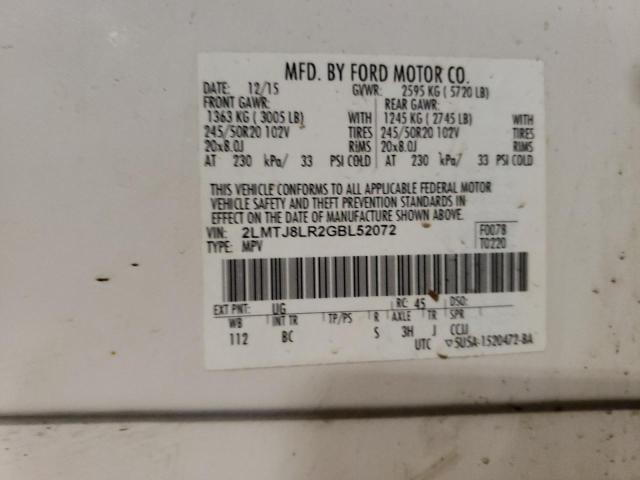 MFD. BY FORD MOTOR CO.
DATE: 12/15 GVWR: 2595 KG ( 5720 LB)
FRONT GAWR: REAR GAWR:
1363 KG ( 3005 LB) WITH 1245 KG ( 2745 LB) WITH
245/50R20 102V TIRES 245/50R20 102V TIRES
20x8.0J RIMS 20x8.0J RIMS
AT 230 kPa/ 33 PSI COLD AT 230 kPa/ 33 PSI COLD
THIS VEHICLE CONFORMS TO ALL APPLICABLE FEDERAL MOTOR
VEHICLE SAFETY AND THEFT PREVENTION STANDARDS IN
EFFECT ON THE DATE OF MANUFACTURE SHOWN ABOVE.
VIN: 2LMTJ8LR2GBL52072 F0078
TYPE: MPV T0220
EXT PNT: UG RC: 45 DSO:
WB INT TR TP/PS R AXLE TR SPR
112 BC S 3H J CCJJ
UTC ▽5USA-1520472-BA